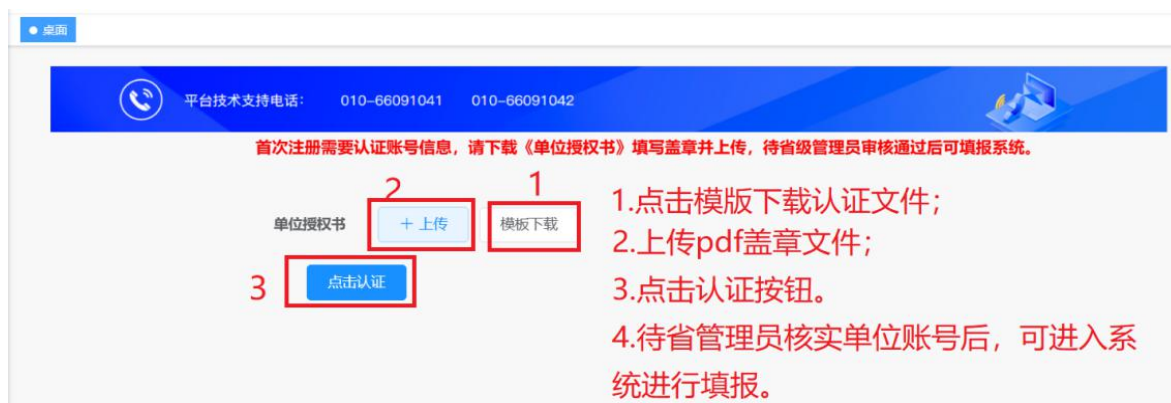 桌面
平台技术支持电话： 010-66091041 010-66091042
首次注册需要认证账号信息，请下载《单位授权书》填写盖章并上传，待省级管理员审核通过后可填报系统。
2 1
单位授权书 + 上传 模板下载
3 点击认证
1.点击模版下载认证文件；
2.上传pdf盖章文件；
3.点击认证按钮。
4.待省管理员核实单位账号后，可进入系
统进行填报。